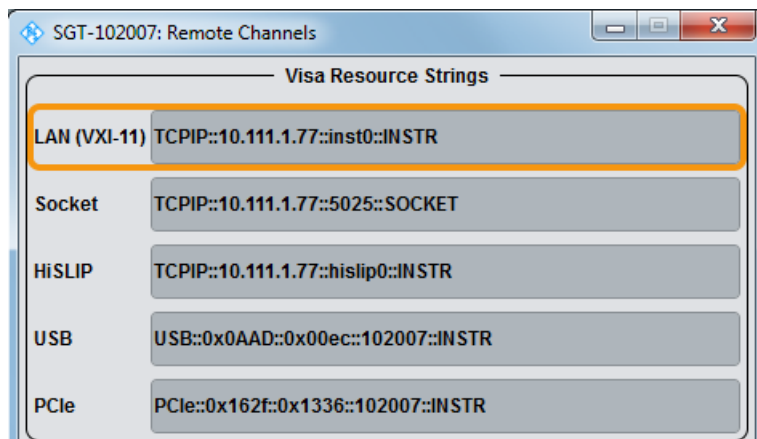 SGT-102007: Remote Channels
Visa Resource Strings
LAN (VXI-11) TCPIP::10.111.1.77::inst0::INSTR
Socket TCPIP::10.111.1.77::5025::SOCKET
HiSLIP TCPIP::10.111.1.77::hislip0::INSTR
USB USB::0x0AAD::0x00ec::102007::INSTR
PCIe PCIe::0x162f::0x1336::102007::INSTR